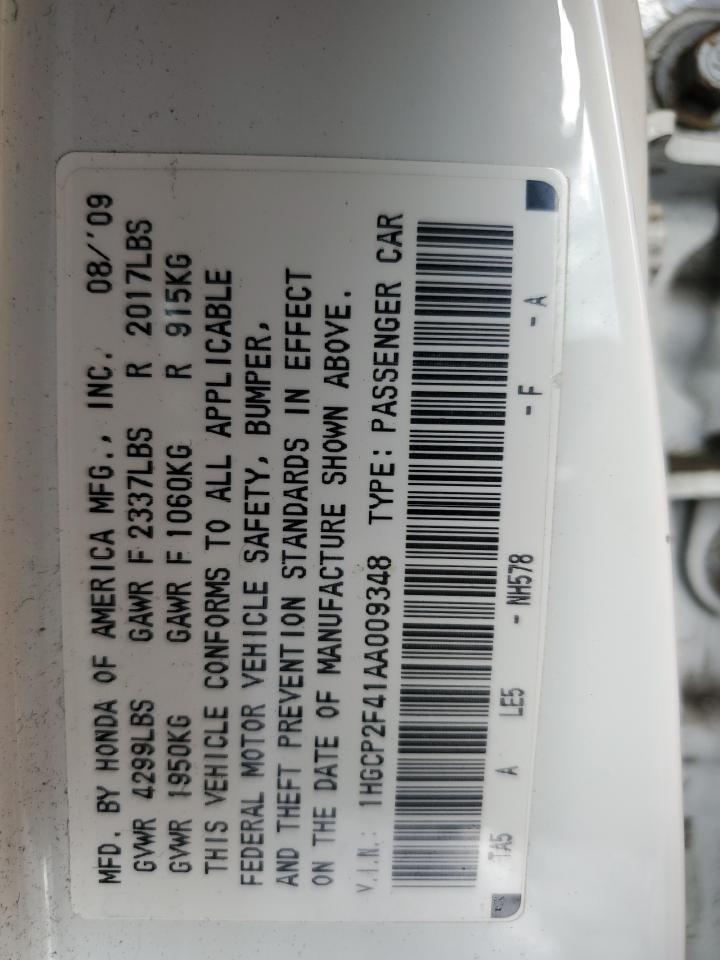 MFD. BY HONDA OF AMERICA MFG., INC. 08/'09
GVWR 4299LBS GAWR F 2337LBS R 2017LBS
GVWR 1950KG GAWR F 1060KG R 915KG
THIS VEHICLE CONFORMS TO ALL APPLICABLE
FEDERAL MOTOR VEHICLE SAFETY, BUMPER,
AND THEFT PREVENTION STANDARDS IN EFFECT
ON THE DATE OF MANUFACTURE SHOWN ABOVE.
V.I.N.: 1HGCP2F41AA009348 TYPE: PASSENGER CAR
TA5 A LE5 - NH578 - F - A